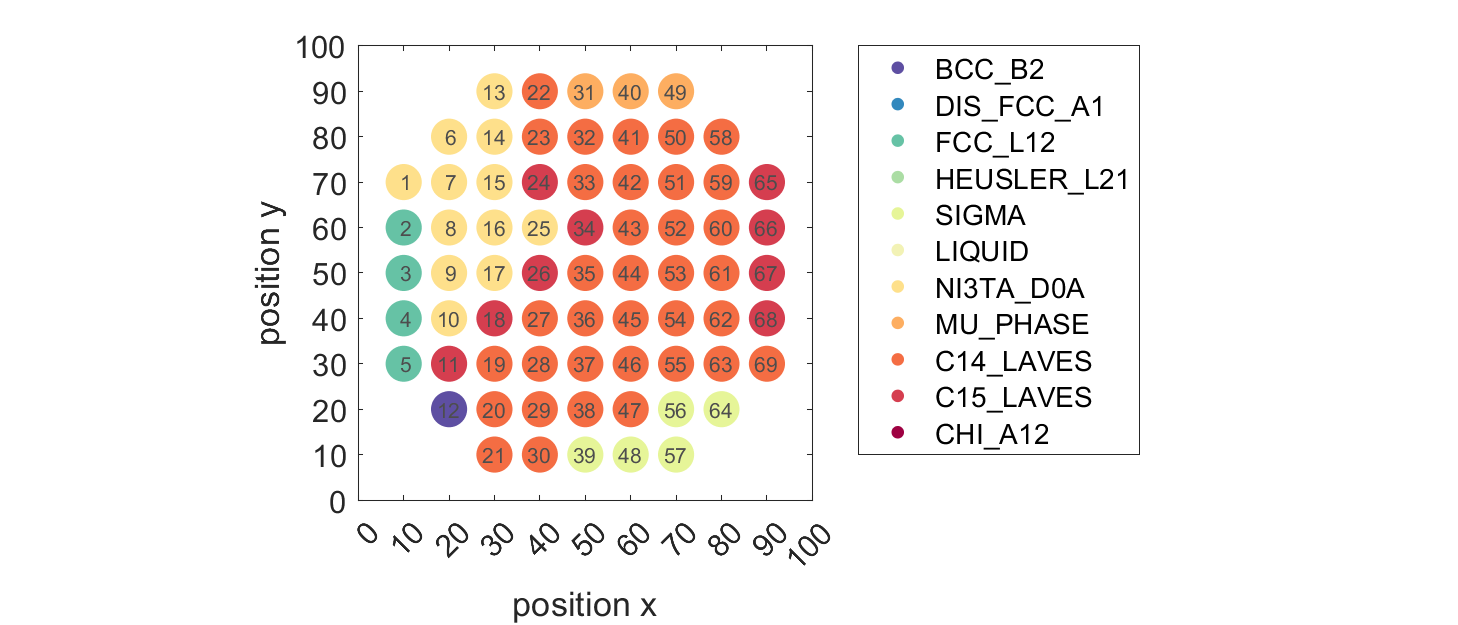 100
90 13 22 31 40 49
80 6 14 23 32 41 50 58
70 1 7 15 24 33 42 51 59 65
60 2 8 16 25 34 43 52 60 66
50 3 9 17 26 35 44 53 61 67
40 4 10 18 27 36 45 54 62 68
30 5 11 19 28 37 46 55 63 69
20 12 20 29 38 47 56 64
10 21 30 39 48 57
0
0 10 20 30 40 50 60 70 80 90 100
position x
position y
BCC_B2
DIS_FCC_A1
FCC_L12
HEUSLER_L21
SIGMA
LIQUID
NI3TA_D0A
MU_PHASE
C14_LAVES
C15_LAVES
CHI_A12